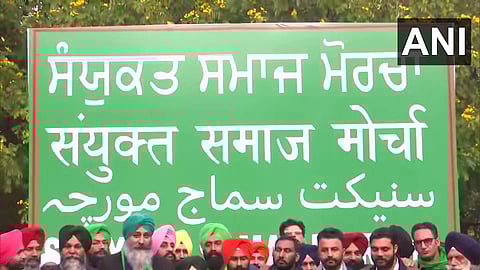 ANI
ਸੰਯੁਕਤ ਸਮਾਜ ਮੋਰਚਾ
संयुक्त समाज मोर्चा
سنیکت سماج مورچہ